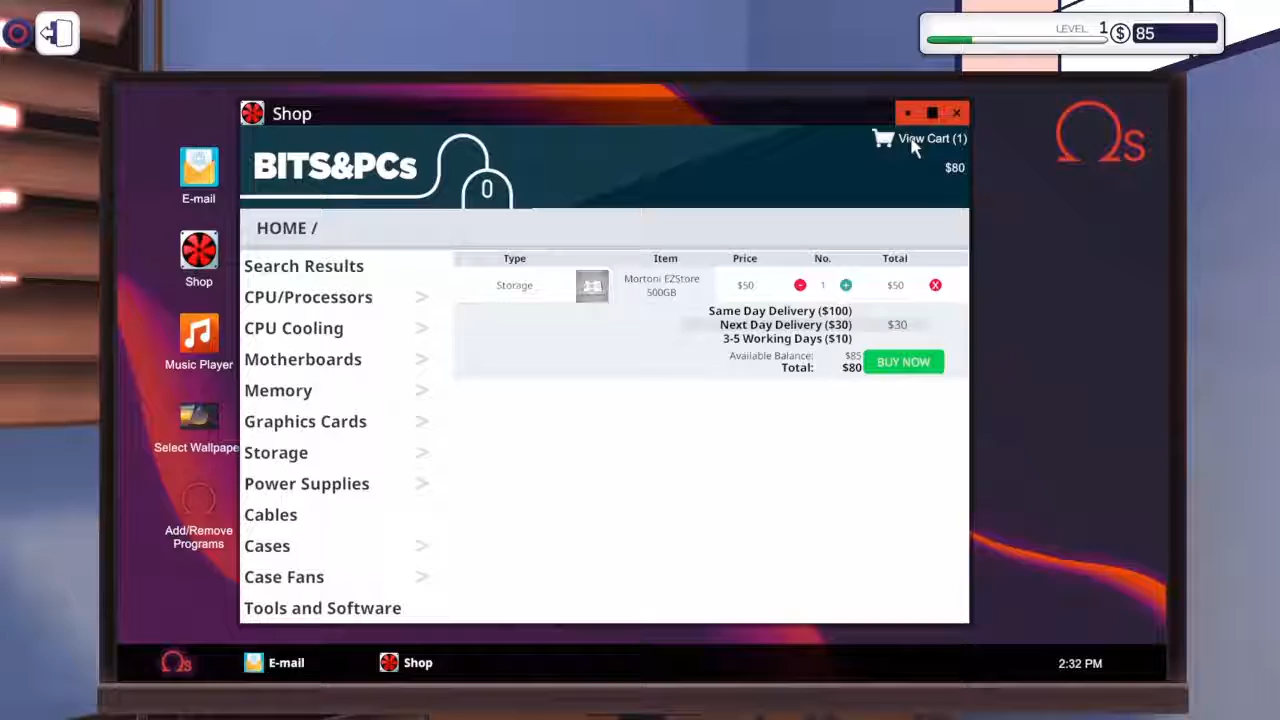 LEVEL 1 $ 85
Shop
View Cart (1)
$80
BITS&PCs
HOME /
E-mail
Shop
Music Player
Select Wallpape
Add/Remove
Programs
Search Results
CPU/Processors >
CPU Cooling >
Motherboards >
Memory >
Graphics Cards >
Storage >
Power Supplies >
Cables
Cases >
Case Fans >
Tools and Software
Type Item Price No. Total
Storage Mortoni EZStore 500GB $50 - 1 + $50 x
Same Day Delivery ($100)
Next Day Delivery ($30) $30
3-5 Working Days ($10)
Available Balance: $85
Total: $80
BUY NOW
Ωs
Ωs E-mail Shop 2:32 PM